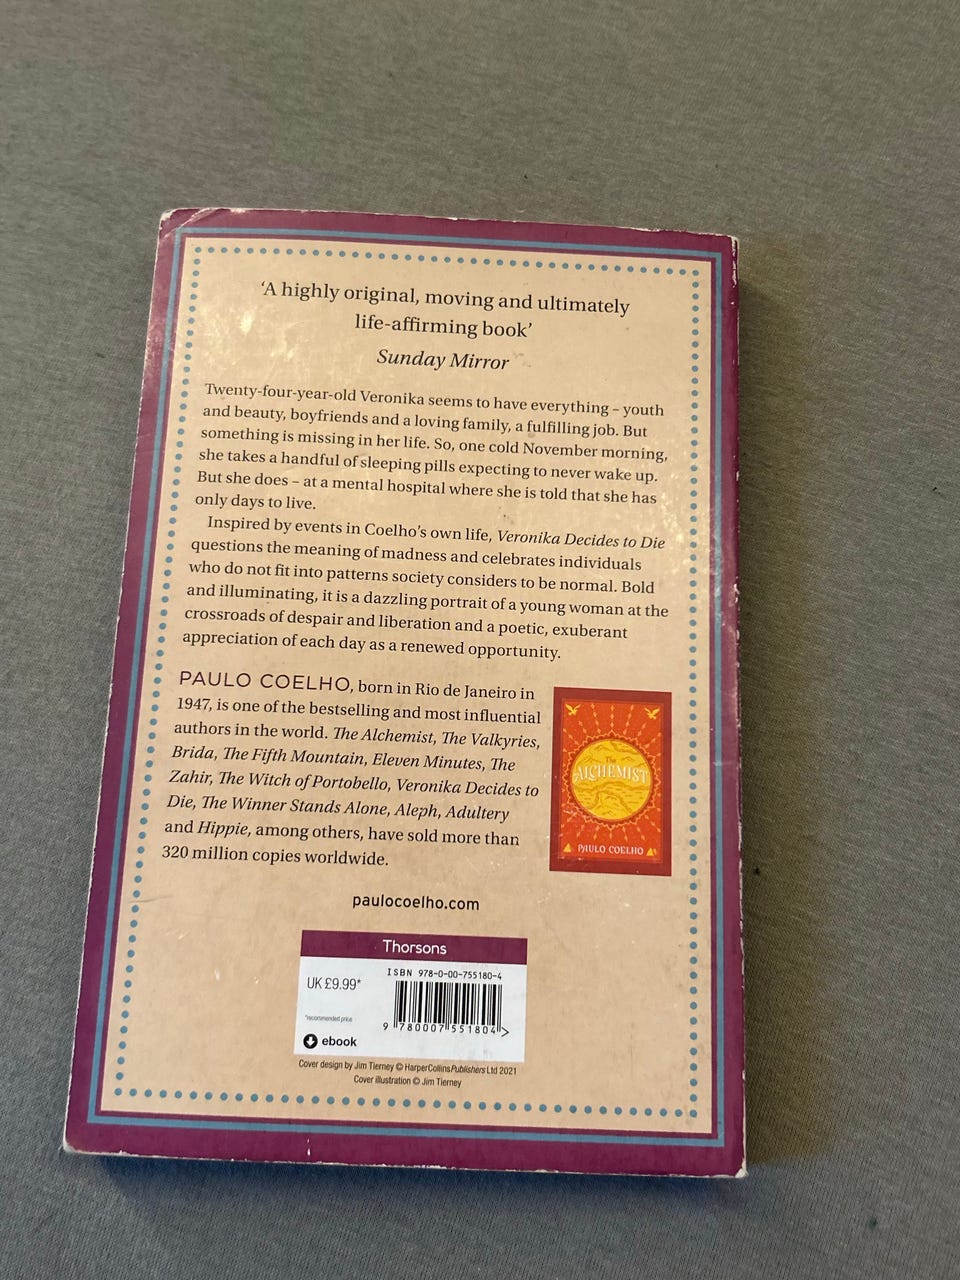 ‘A highly original, moving and ultimately
life-affirming book’
Sunday Mirror
Twenty-four-year-old Veronika seems to have everything – youth
and beauty, boyfriends and a loving family, a fulfilling job. But
something is missing in her life. So, one cold November morning,
she takes a handful of sleeping pills expecting to never wake up.
But she does – at a mental hospital where she is told that she has
only days to live.
Inspired by events in Coelho’s own life, Veronika Decides to Die
questions the meaning of madness and celebrates individuals
who do not fit into patterns society considers to be normal. Bold
and illuminating, it is a dazzling portrait of a young woman at the
crossroads of despair and liberation and a poetic, exuberant
appreciation of each day as a renewed opportunity.
PAULO COELHO, born in Rio de Janeiro in
1947, is one of the bestselling and most influential
authors in the world. The Alchemist, The Valkyries,
Brida, The Fifth Mountain, Eleven Minutes, The
Zahir, The Witch of Portobello, Veronika Decides to
Die, The Winner Stands Alone, Aleph, Adultery
and Hippie, among others, have sold more than
320 million copies worldwide.
The
ALCHEMIST
PAULO COELHO
paulocoelho.com
Thorsons
ISBN 978-0-00-755180-4
UK £9.99*
*recommended price
9 780007 551804 >
ebook
Cover design by Jim Tierney © HarperCollinsPublishers Ltd 2021
Cover illustration © Jim Tierney